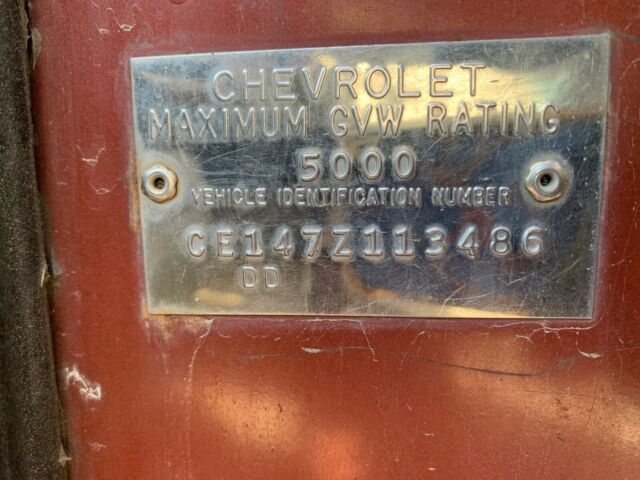 CHEVROLET
MAXIMUM GVW RATING
5000
VEHICLE IDENTIFICATION NUMBER
CE147Z113486
DD